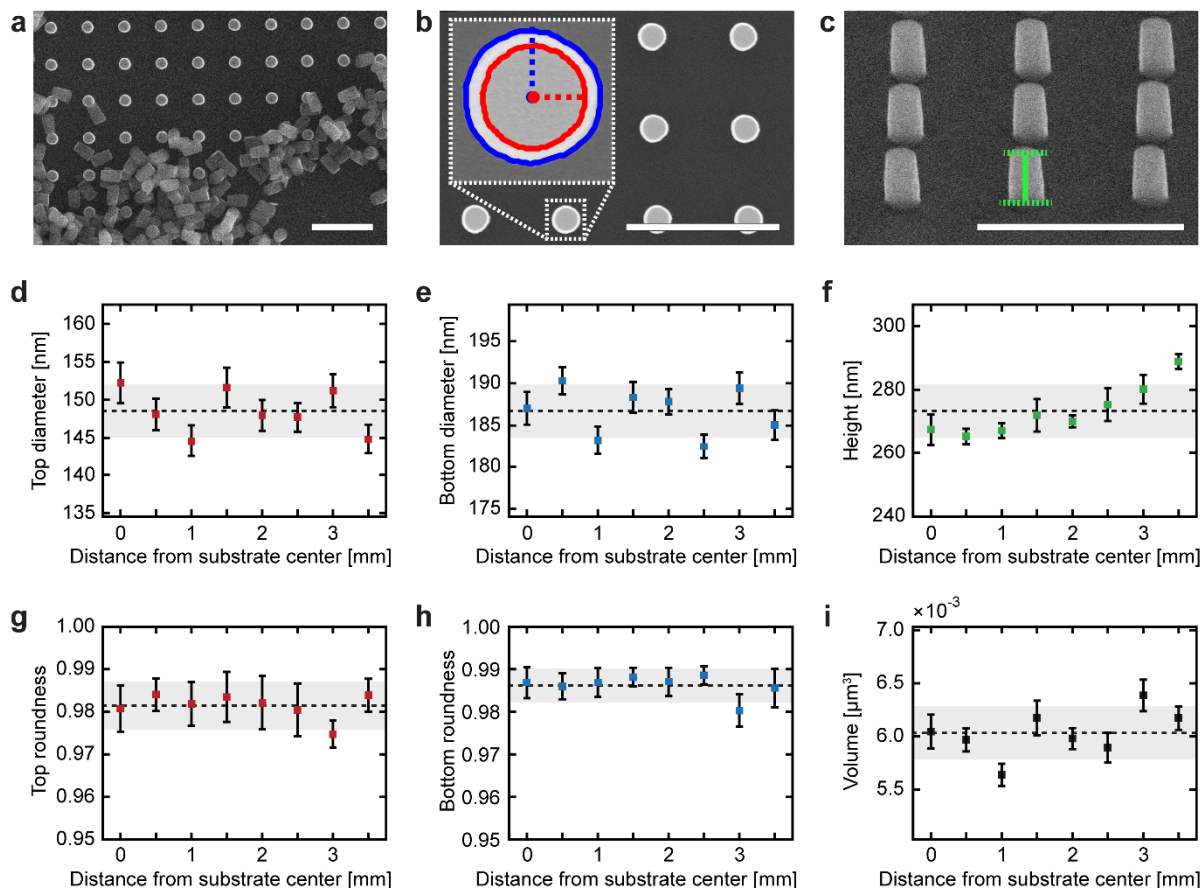 a
b
c
d
160
155
150
145
140
135
Top diameter [nm]
0
1
2
3
Distance from substrate center [mm]
e
195
190
185
180
175
Bottom diameter [nm]
0
1
2
3
Distance from substrate center [mm]
f
300
280
260
240
Height [nm]
0
1
2
3
Distance from substrate center [mm]
g
1.00
0.99
0.98
0.97
0.96
0.95
Top roundness
0
1
2
3
Distance from substrate center [mm]
h
1.00
0.99
0.98
0.97
0.96
0.95
Bottom roundness
0
1
2
3
Distance from substrate center [mm]
i
×10⁻³
7.0
6.5
6.0
5.5
Volume [µm³]
0
1
2
3
Distance from substrate center [mm]